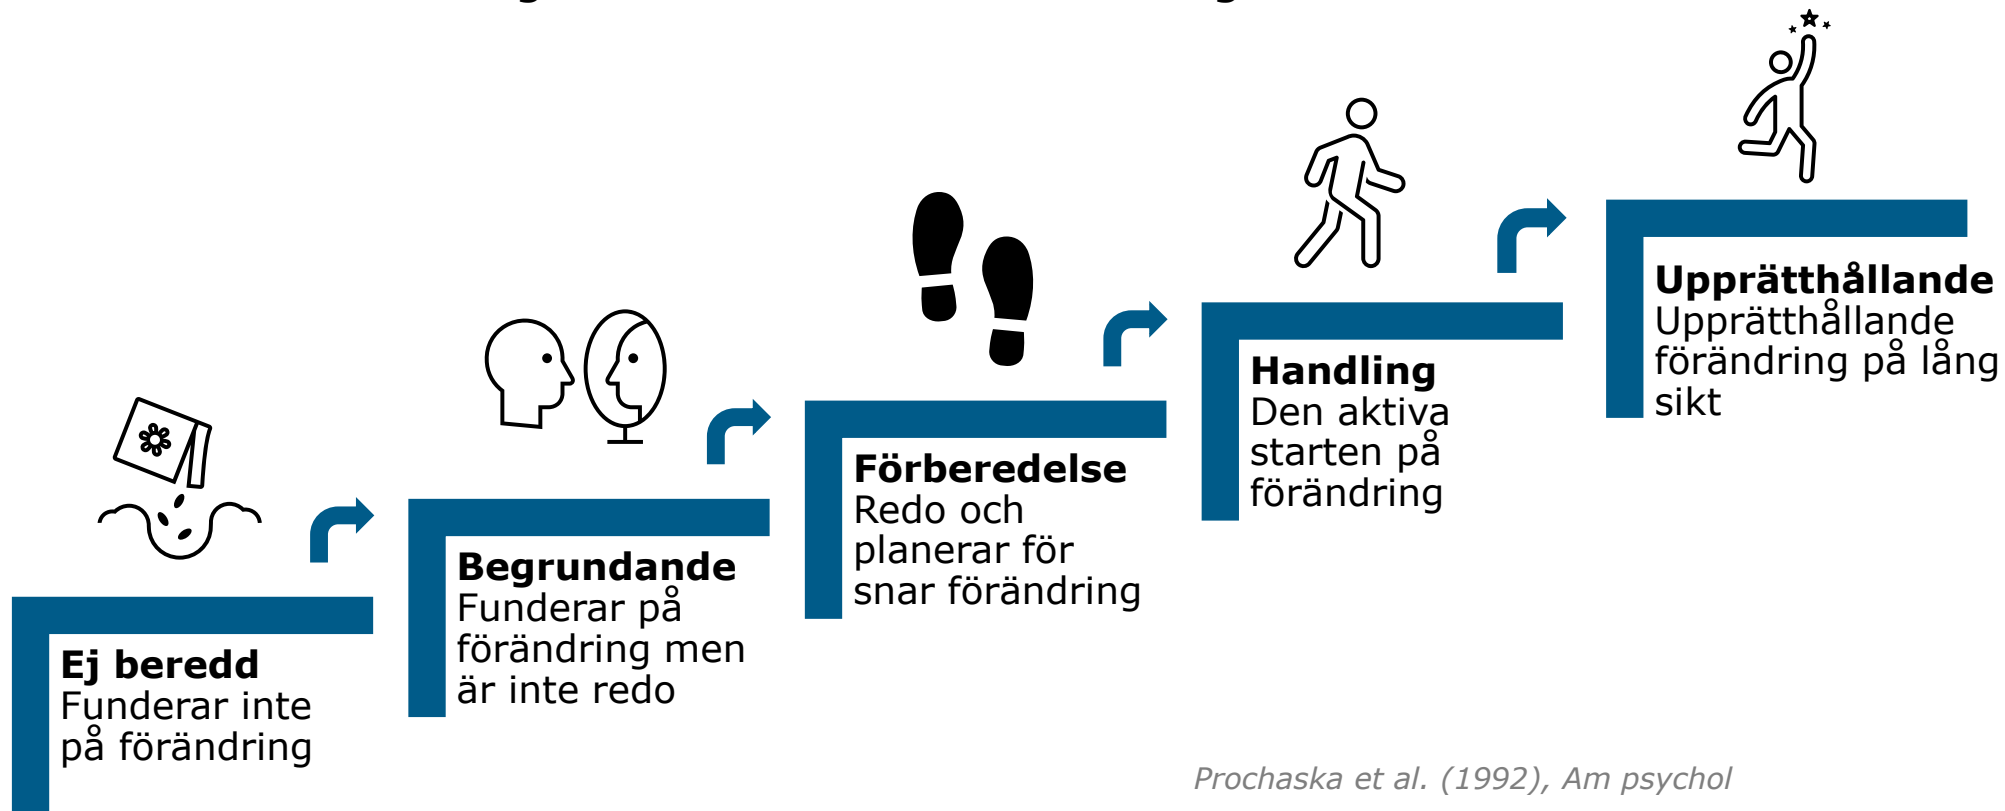 Ej beredd
Funderar inte
på förändring
Begrundande
Funderar på
förändring men
är inte redo
Förberedelse
Redo och
planerar för
snar förändring
Handling
Den aktiva
starten på
förändring
Upprätthållande
Upprätthållande
förändring på lång
sikt
Prochaska et al. (1992), Am psychol